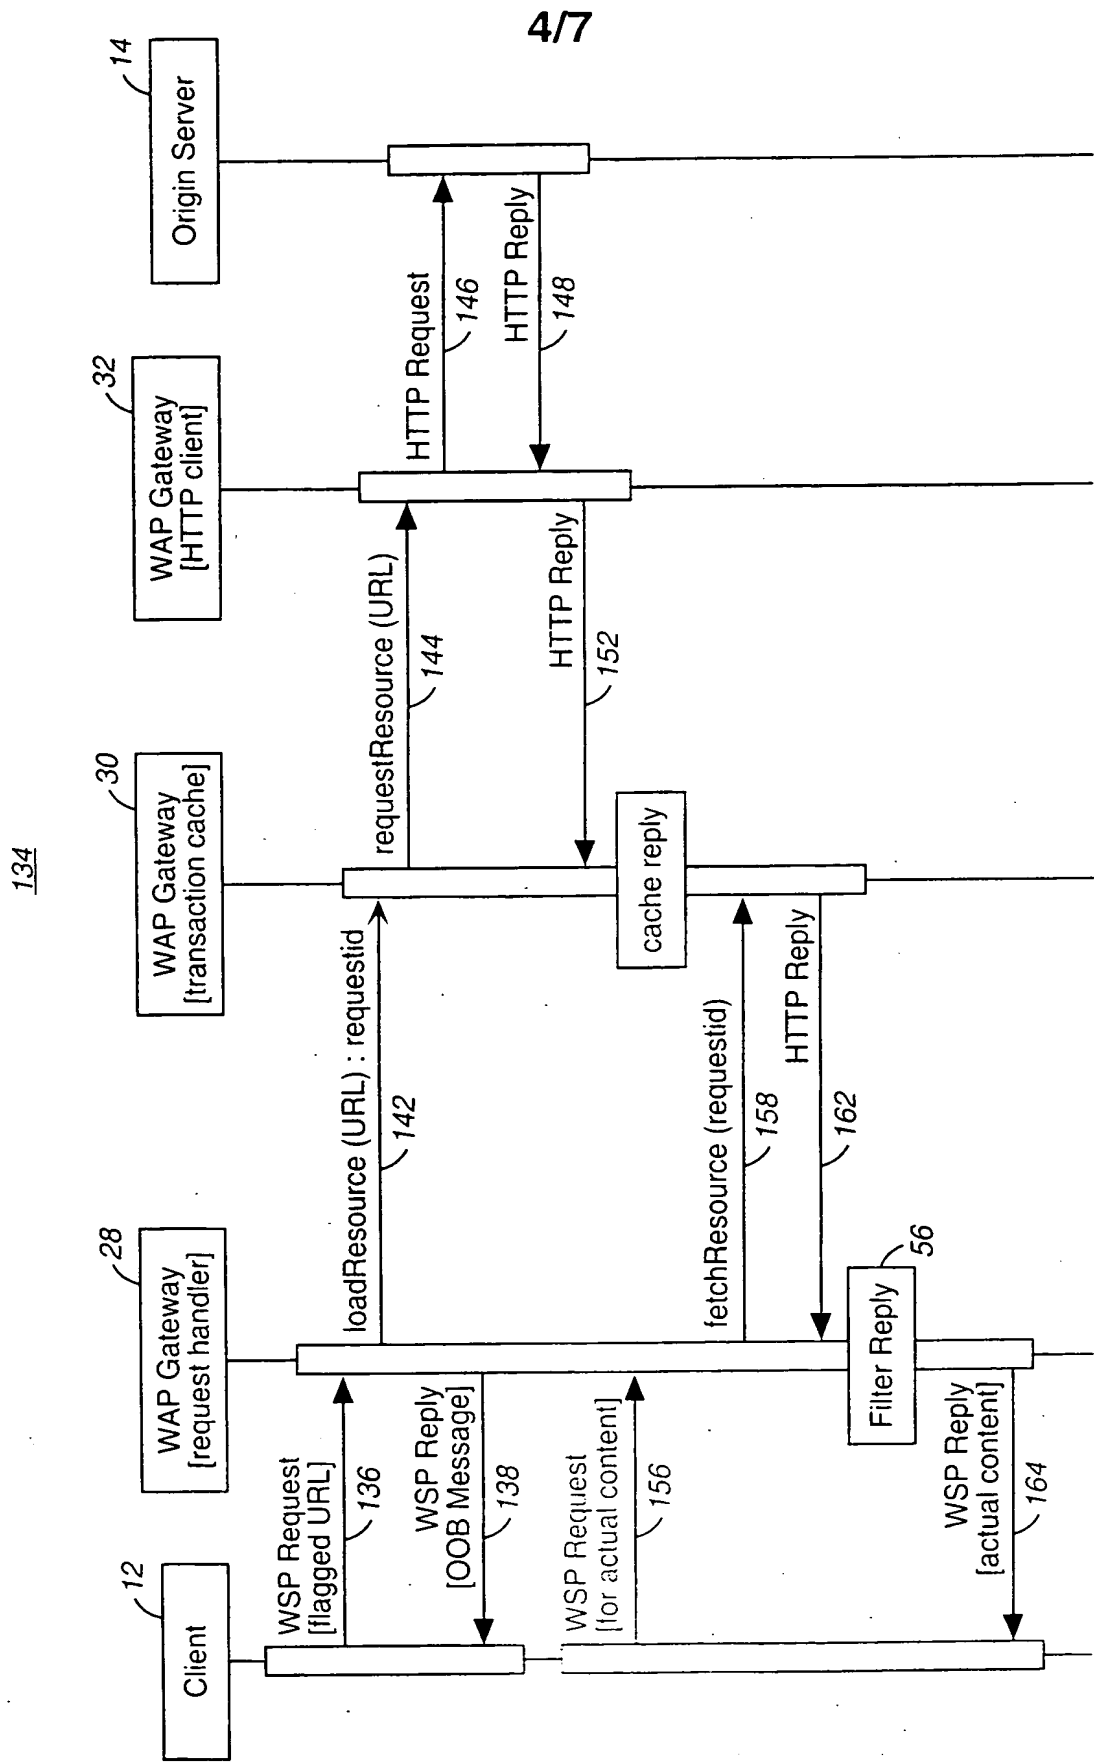 4/7
134
Client
12
WAP Gateway
[request handler]
28
WAP Gateway
[transaction cache]
30
WAP Gateway
[HTTP client]
32
Origin Server
14
WSP Request
[flagged URL]
136
loadResource (URL) : requestid
142
requestResource (URL)
144
HTTP Request
146
WSP Reply
[OOB Message]
138
HTTP Reply
148
HTTP Reply
152
cache reply
WSP Request
[for actual content]
156
fetchResource (requestid)
158
HTTP Reply
162
Filter Reply
56
WSP Reply
[actual content]
164